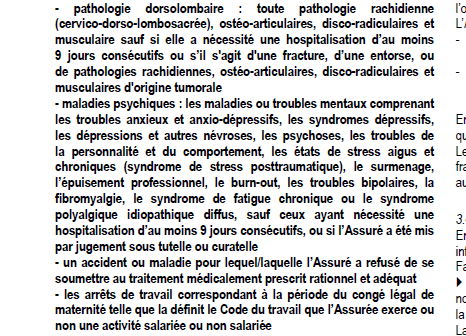 - pathologie dorsolombaire : toute pathologie rachidienne
(cervico-dorso-lombosacrée), ostéo-articulaires, disco-radiculaires et
musculaire sauf si elle a nécessité une hospitalisation d'au moins
9 jours consécutifs ou s'il s'agit d'une fracture, d'une entorse, ou
de pathologies rachidiennes, ostéo-articulaires, disco-radiculaires et
musculaires d'origine tumorale
- maladies psychiques : les maladies ou troubles mentaux comprenant
les troubles anxieux et anxio-dépressifs, les syndromes dépressifs,
les dépressions et autres névroses, les psychoses, les troubles de
la personnalité et du comportement, les états de stress aigus et
chroniques (syndrome de stress posttraumatique), le surmenage,
l'épuisement professionnel, le burn-out, les troubles bipolaires, la
fibromyalgie, le syndrome de fatigue chronique ou le syndrome
polyalgique idiopathique diffus, sauf ceux ayant nécessité une
hospitalisation d'au moins 9 jours consécutifs, ou si l'Assuré a été mis
par jugement sous tutelle ou curatelle
- un accident ou maladie pour lequel/laquelle l'Assuré a refusé de se
soumettre au traitement médicalement prescrit rationnel et adéquat
- les arrêts de travail correspondant à la période du congé légal de
maternité telle que la définit le Code du travail que l'Assurée exerce ou
non une activité salariée ou non salariée